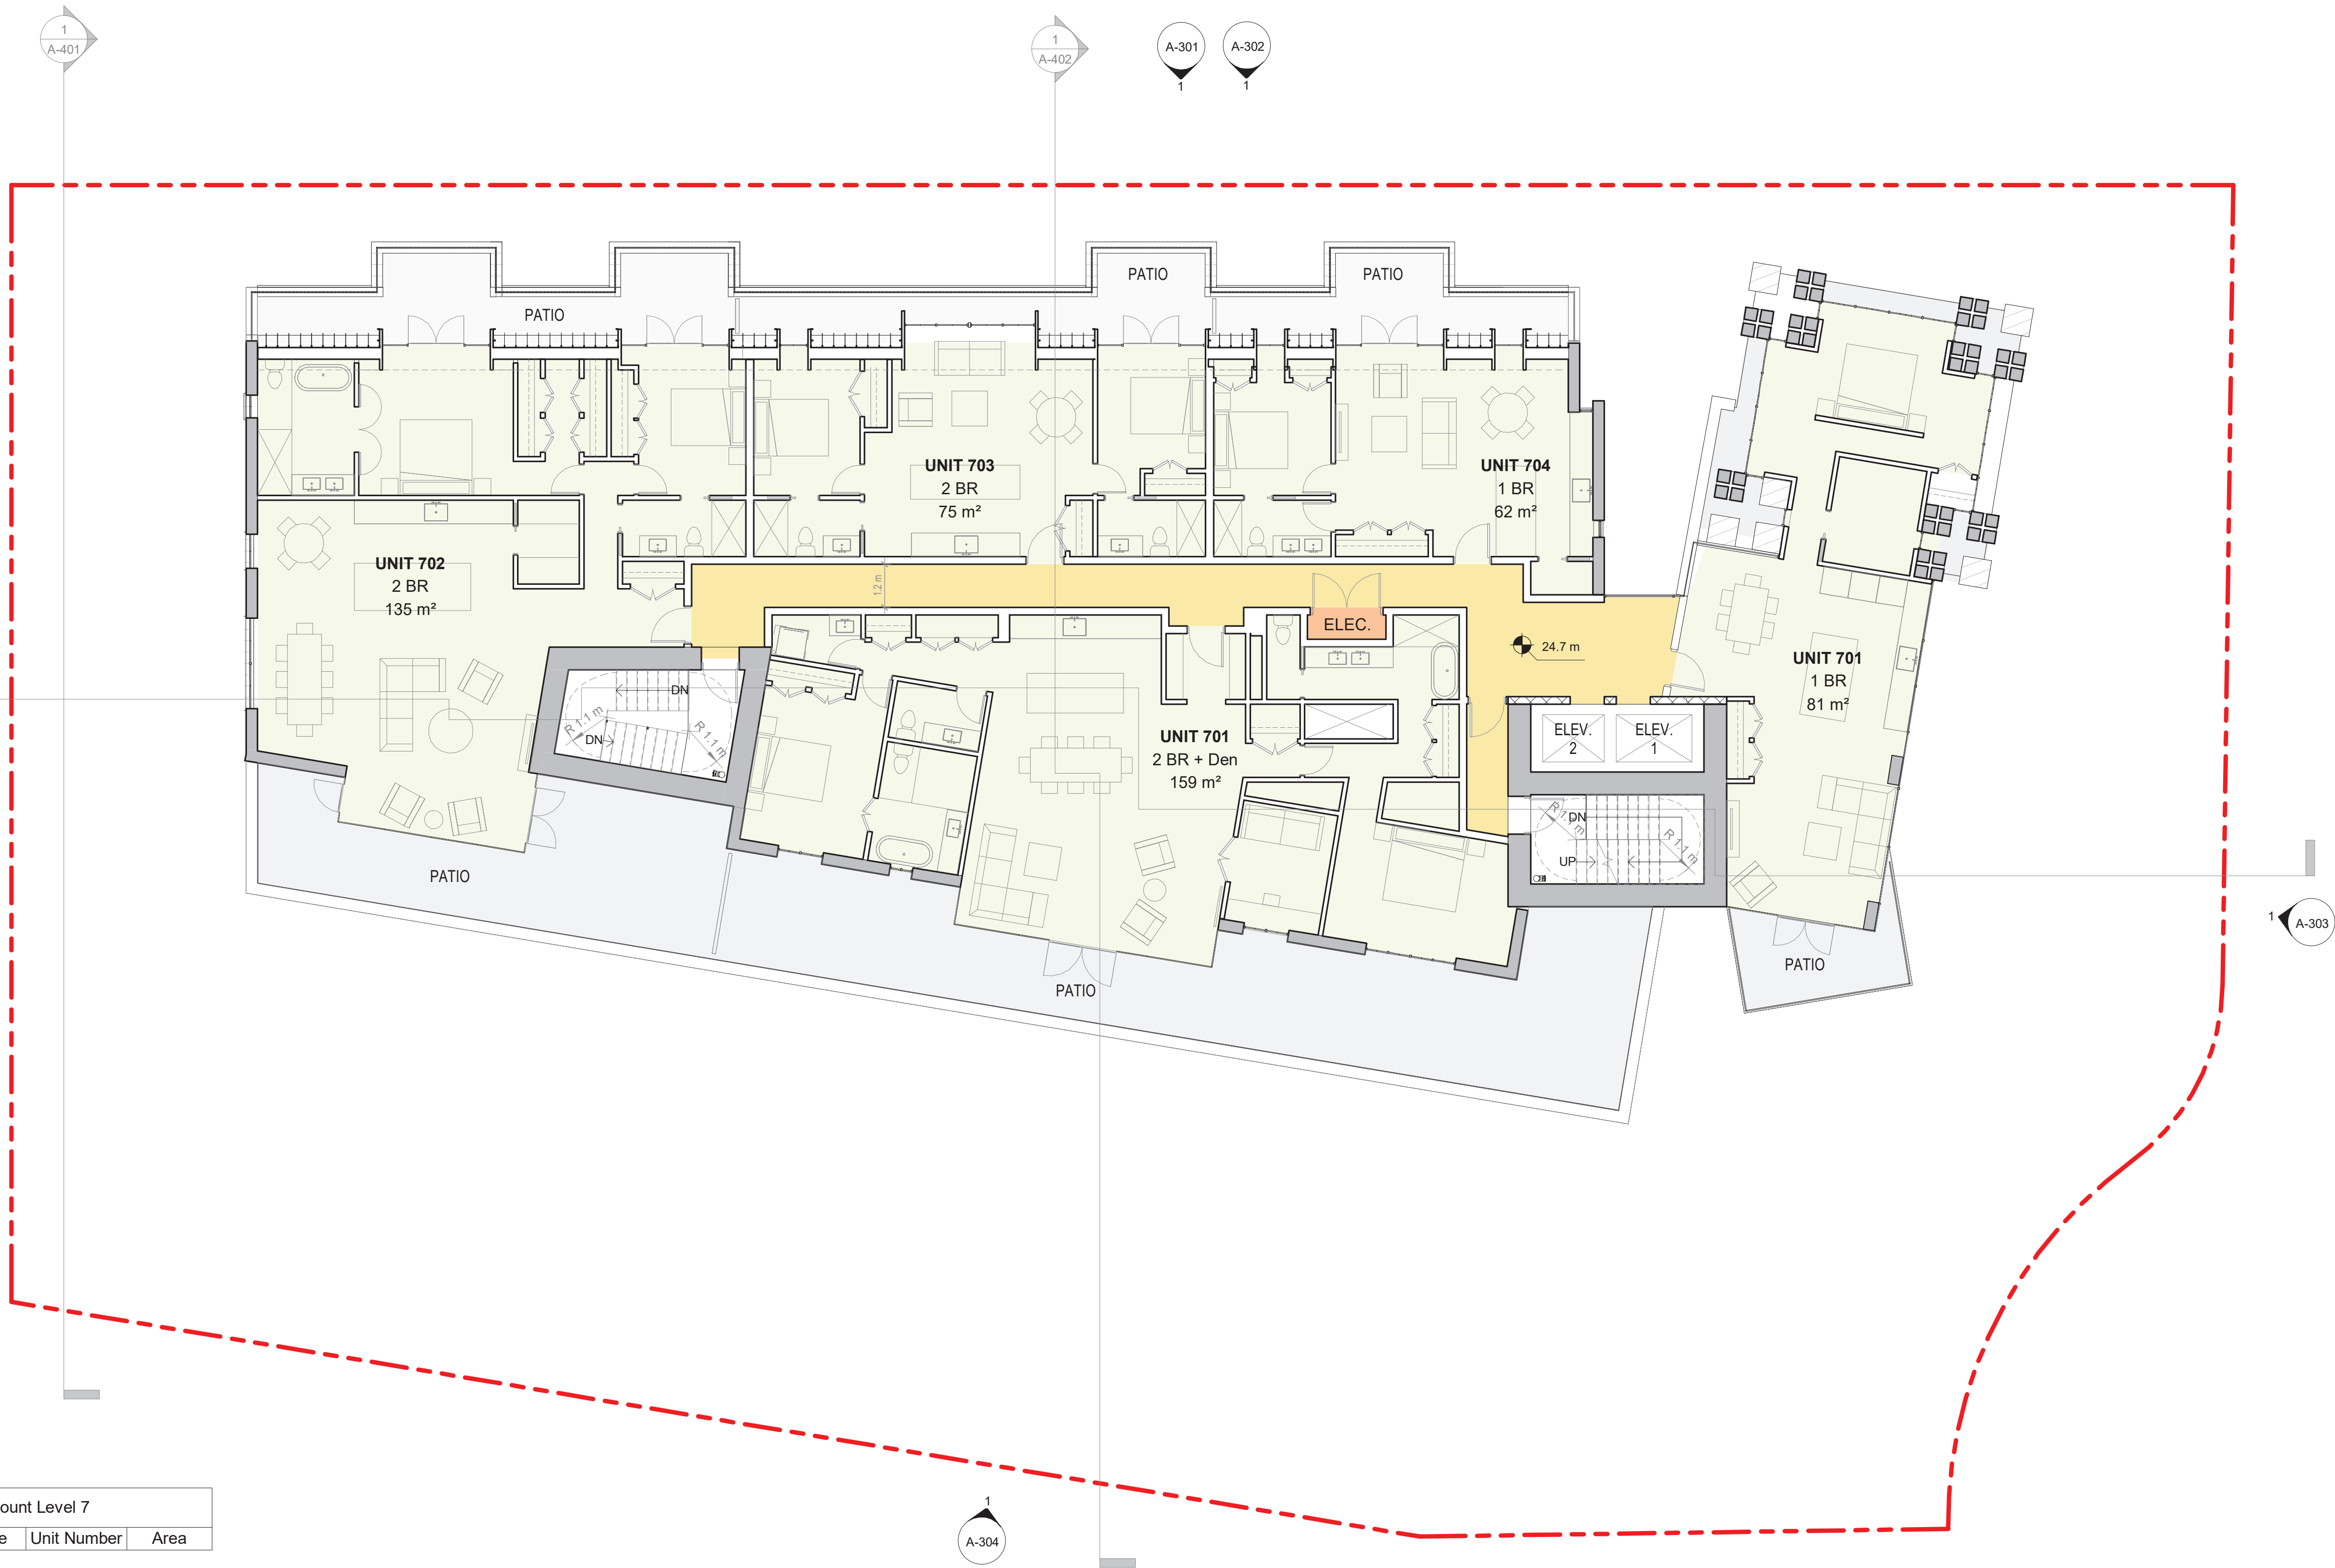 1
A-401
1
A-402
A-301
1
A-302
1
PATIO
PATIO
PATIO
UNIT 703
2 BR
75 m²
UNIT 704
1 BR
62 m²
UNIT 702
2 BR
135 m²
1.2 m
ELEC.
24.7 m
UNIT 701
1 BR
81 m²
DN
R 1.1 m
DN
R 1.1 m
UNIT 701
2 BR + Den
159 m²
ELEV.
2
ELEV.
1
DN
R 1.1 m
R 1.1 m
UP
PATIO
PATIO
PATIO
1
A-303
ount Level 7
e
Unit Number
Area
1
A-304